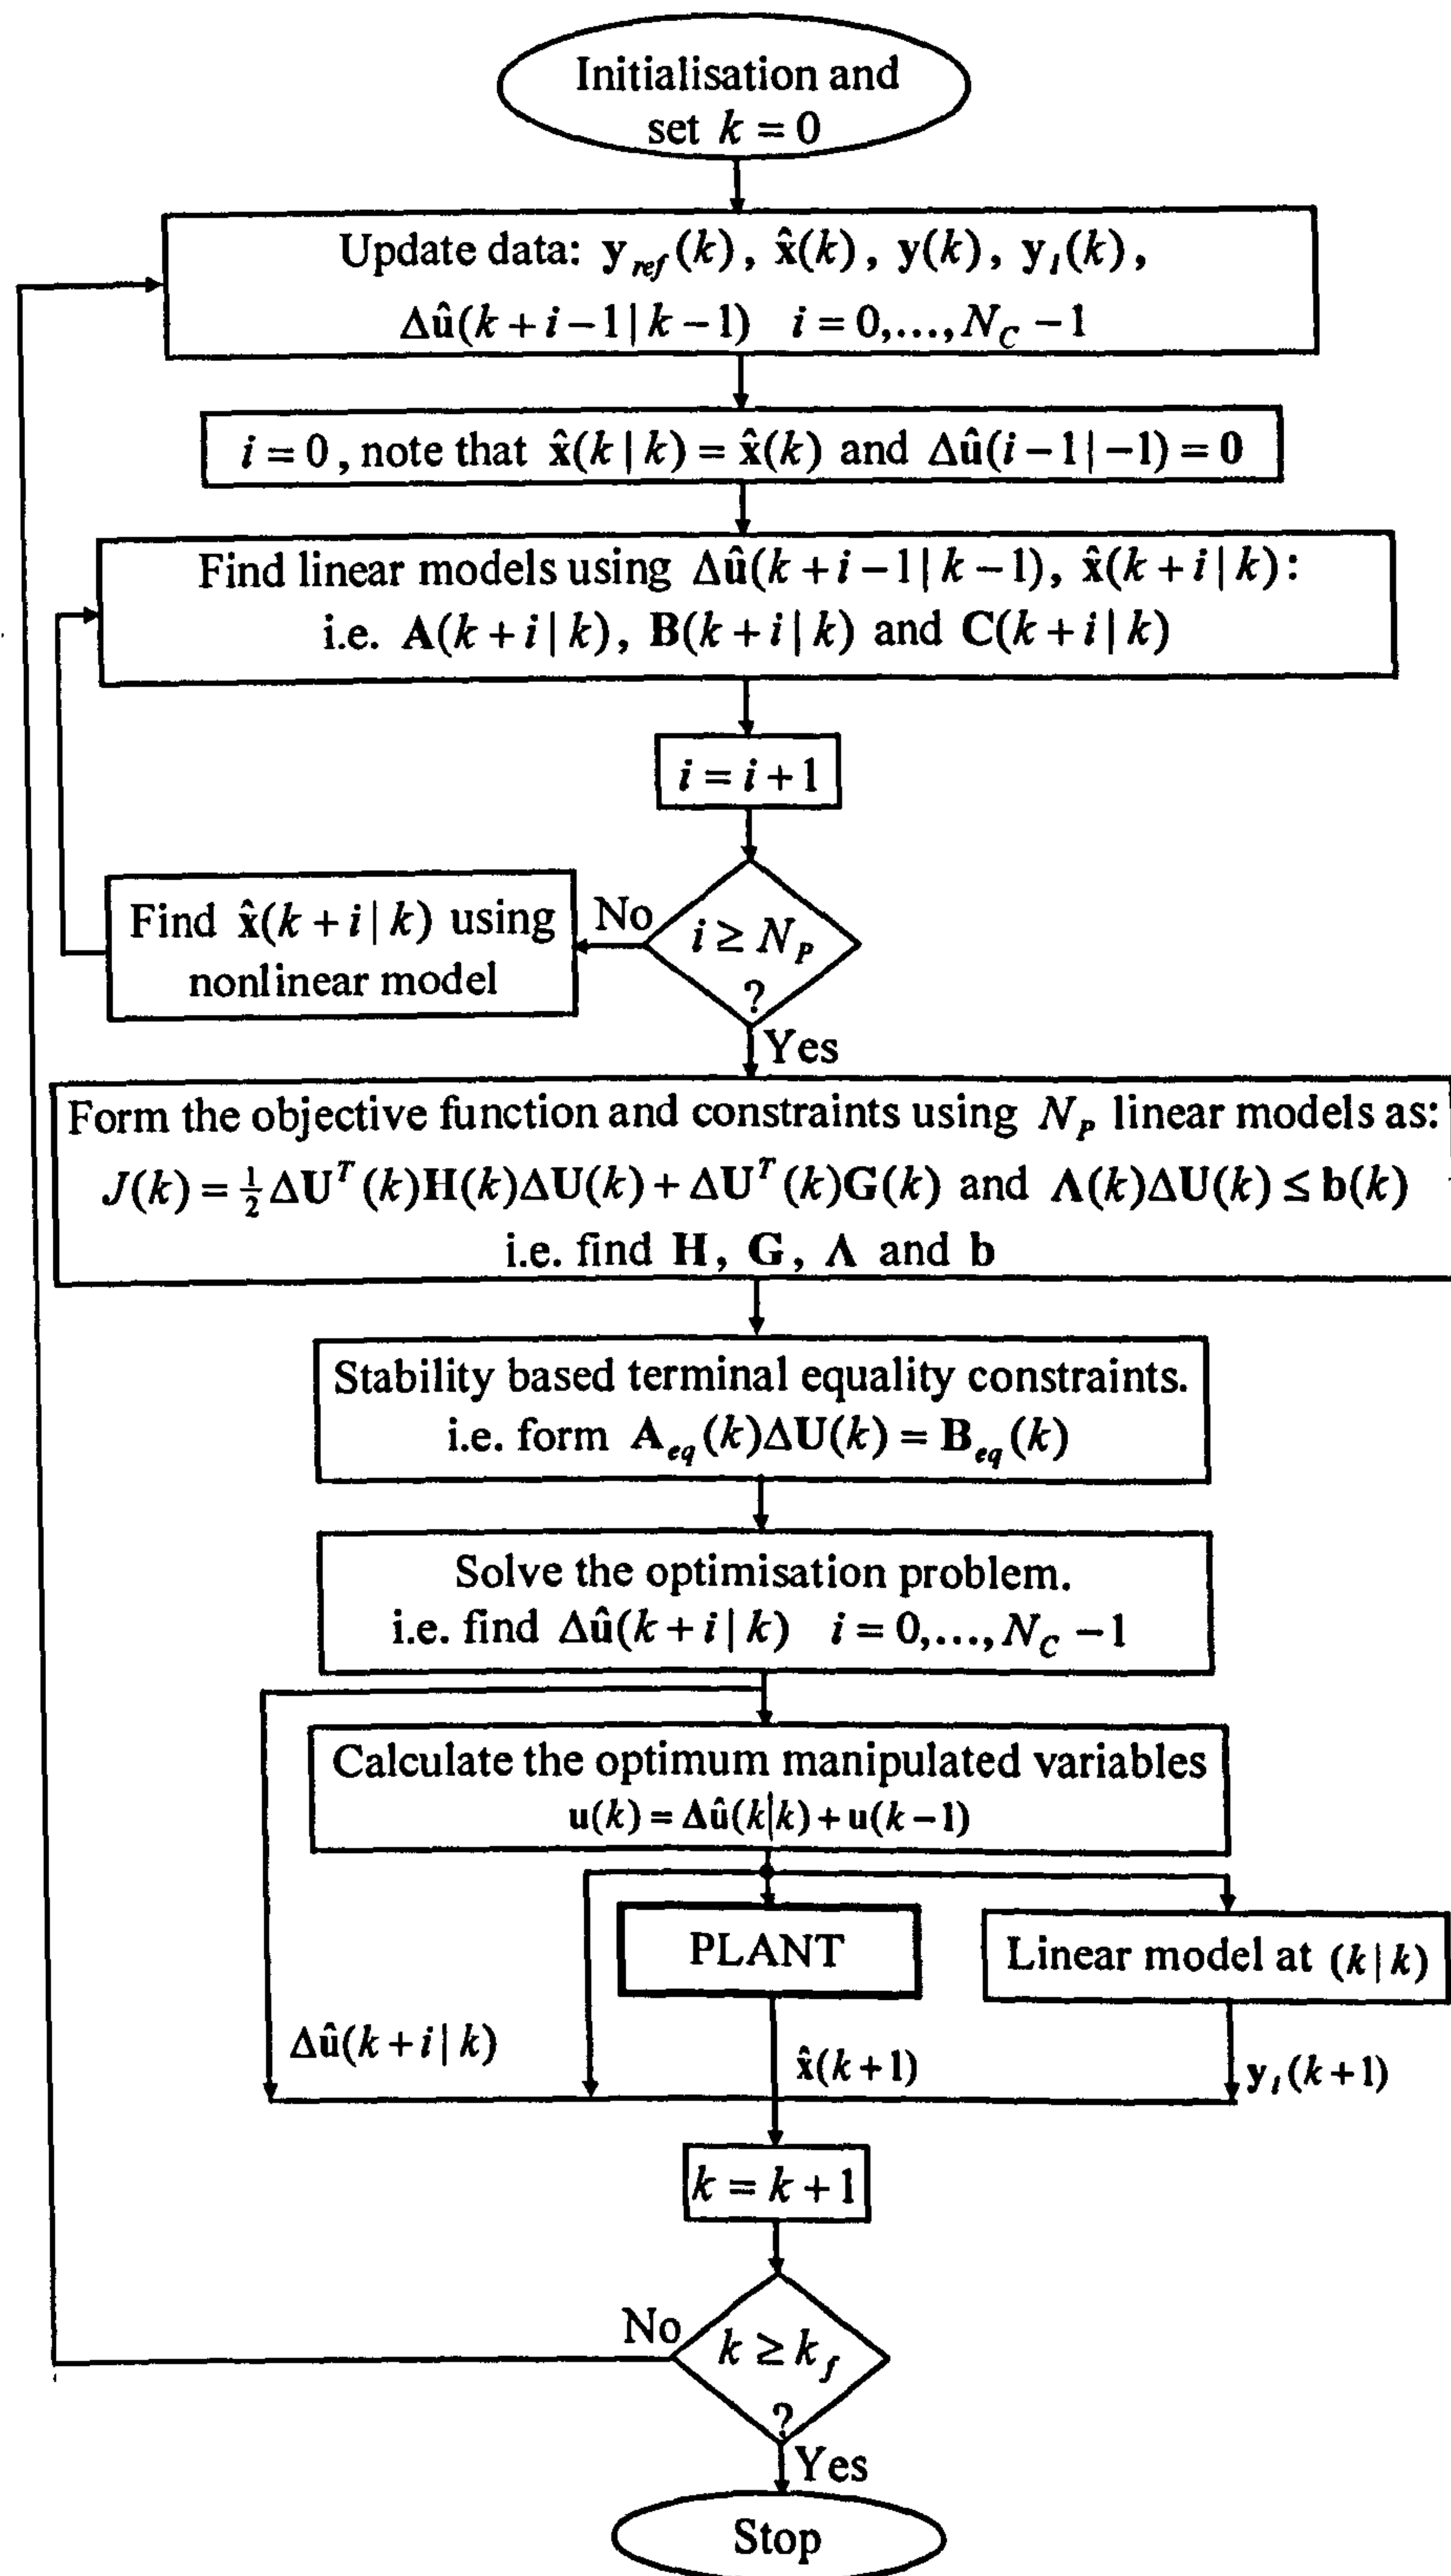 Initialisation and
set k = 0
Update data: y_ref(k), x̂(k), y(k), y_l(k),
Δû(k+i−1|k−1)   i = 0,...,N_C −1
i = 0, note that x̂(k|k) = x̂(k) and Δû(i−1|−1) = 0
Find linear models using Δû(k+i−1|k−1), x̂(k+i|k):
i.e. A(k+i|k), B(k+i|k) and C(k+i|k)
i = i+1
Find x̂(k+i|k) using
nonlinear model
No
i ≥ N_P
?
Yes
Form the objective function and constraints using N_P linear models as:
J(k) = ½ΔU^T(k)H(k)ΔU(k) + ΔU^T(k)G(k) and Λ(k)ΔU(k) ≤ b(k)
i.e. find H, G, Λ and b
Stability based terminal equality constraints.
i.e. form A_eq(k)ΔU(k) = B_eq(k)
Solve the optimisation problem.
i.e. find Δû(k+i|k)   i = 0,...,N_C −1
Calculate the optimum manipulated variables
u(k) = Δû(k|k) + u(k−1)
PLANT
Linear model at (k|k)
Δû(k+i|k)
x̂(k+1)
y_l(k+1)
k = k+1
No
k ≥ k_f
?
Yes
Stop